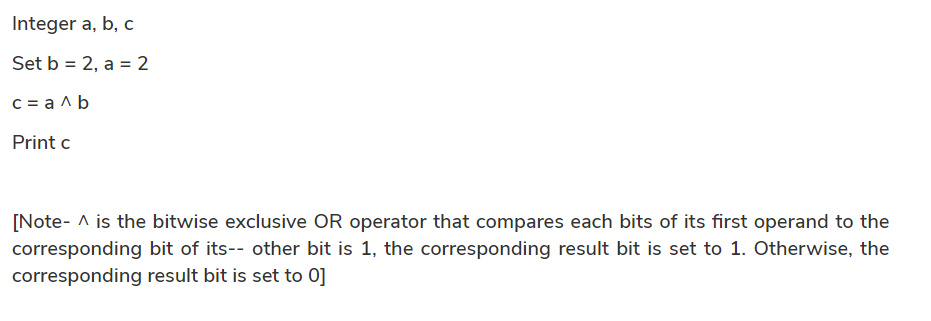 Integer a, b, c
Set b = 2, a = 2
c = a ^ b
Print c
[Note- ^ is the bitwise exclusive OR operator that compares each bits of its first operand to the
corresponding bit of its-- other bit is 1, the corresponding result bit is set to 1. Otherwise, the
corresponding result bit is set to 0]